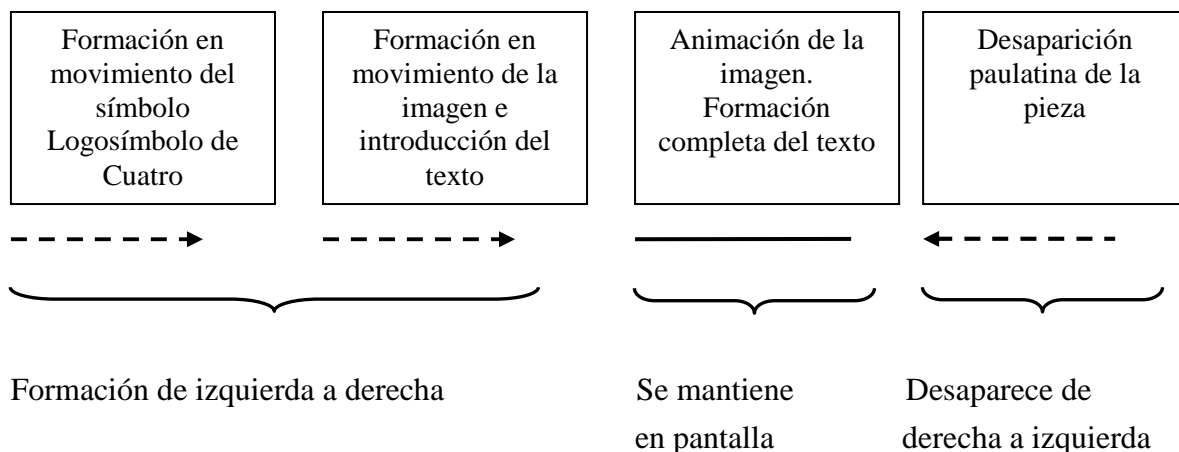 Formación en
movimiento del
símbolo
Logosímbolo de
Cuatro
Formación en
movimiento de la
imagen e
introducción del
texto
Animación de la
imagen.
Formación
completa del texto
Desaparición
paulatina de la
pieza
Formación de izquierda a derecha
Se mantiene
en pantalla
Desaparece de
derecha a izquierda